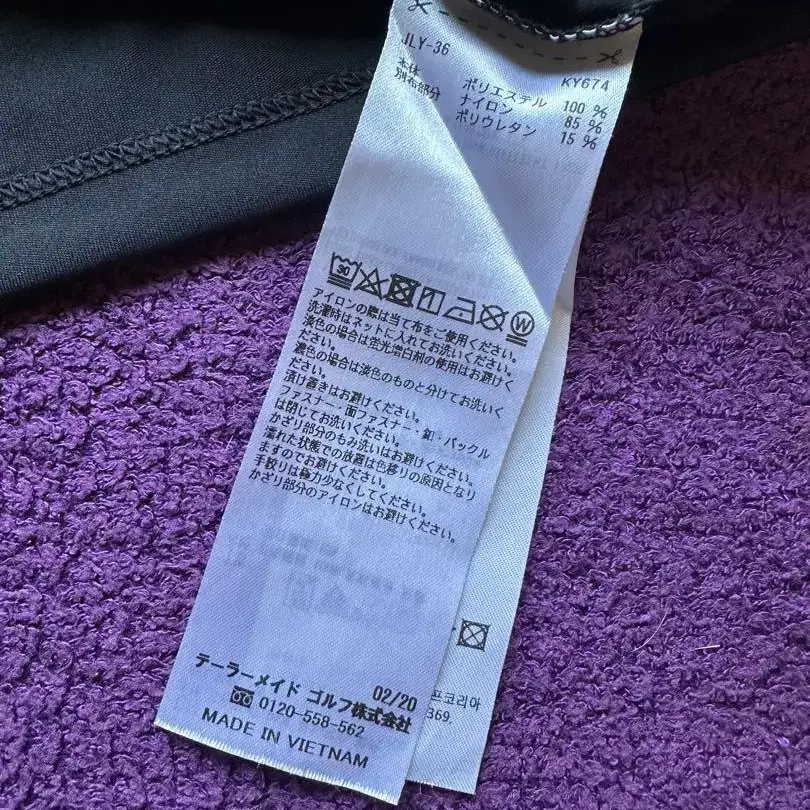 JLY-36
KY674
本体 ポリエステル 100 %
別布部分 ナイロン 85 %
ポリウレタン 15 %
30
W
アイロンの際は当て布をご使用ください。
洗濯時はネットに入れてお洗いください。
淡色の場合は蛍光増白剤の使用はお避けく
ださい。
濃色の場合は淡色のものと分けてお洗いく
ださい。
漬け置きはお避けください。
ファスナー・面ファスナー・釦・バックル
は閉じてお洗いください。
かざり部分のもみ洗いはお避けください。
濡れた状態での放置は色移りの原因となり
ますのでお避けください。
手絞りは極力少なくしてください。
かざり部分のアイロンはお避けください。
テーラーメイド ゴルフ株式会社 02/20
0120-558-562
MADE IN VIETNAM
프코리아
369.